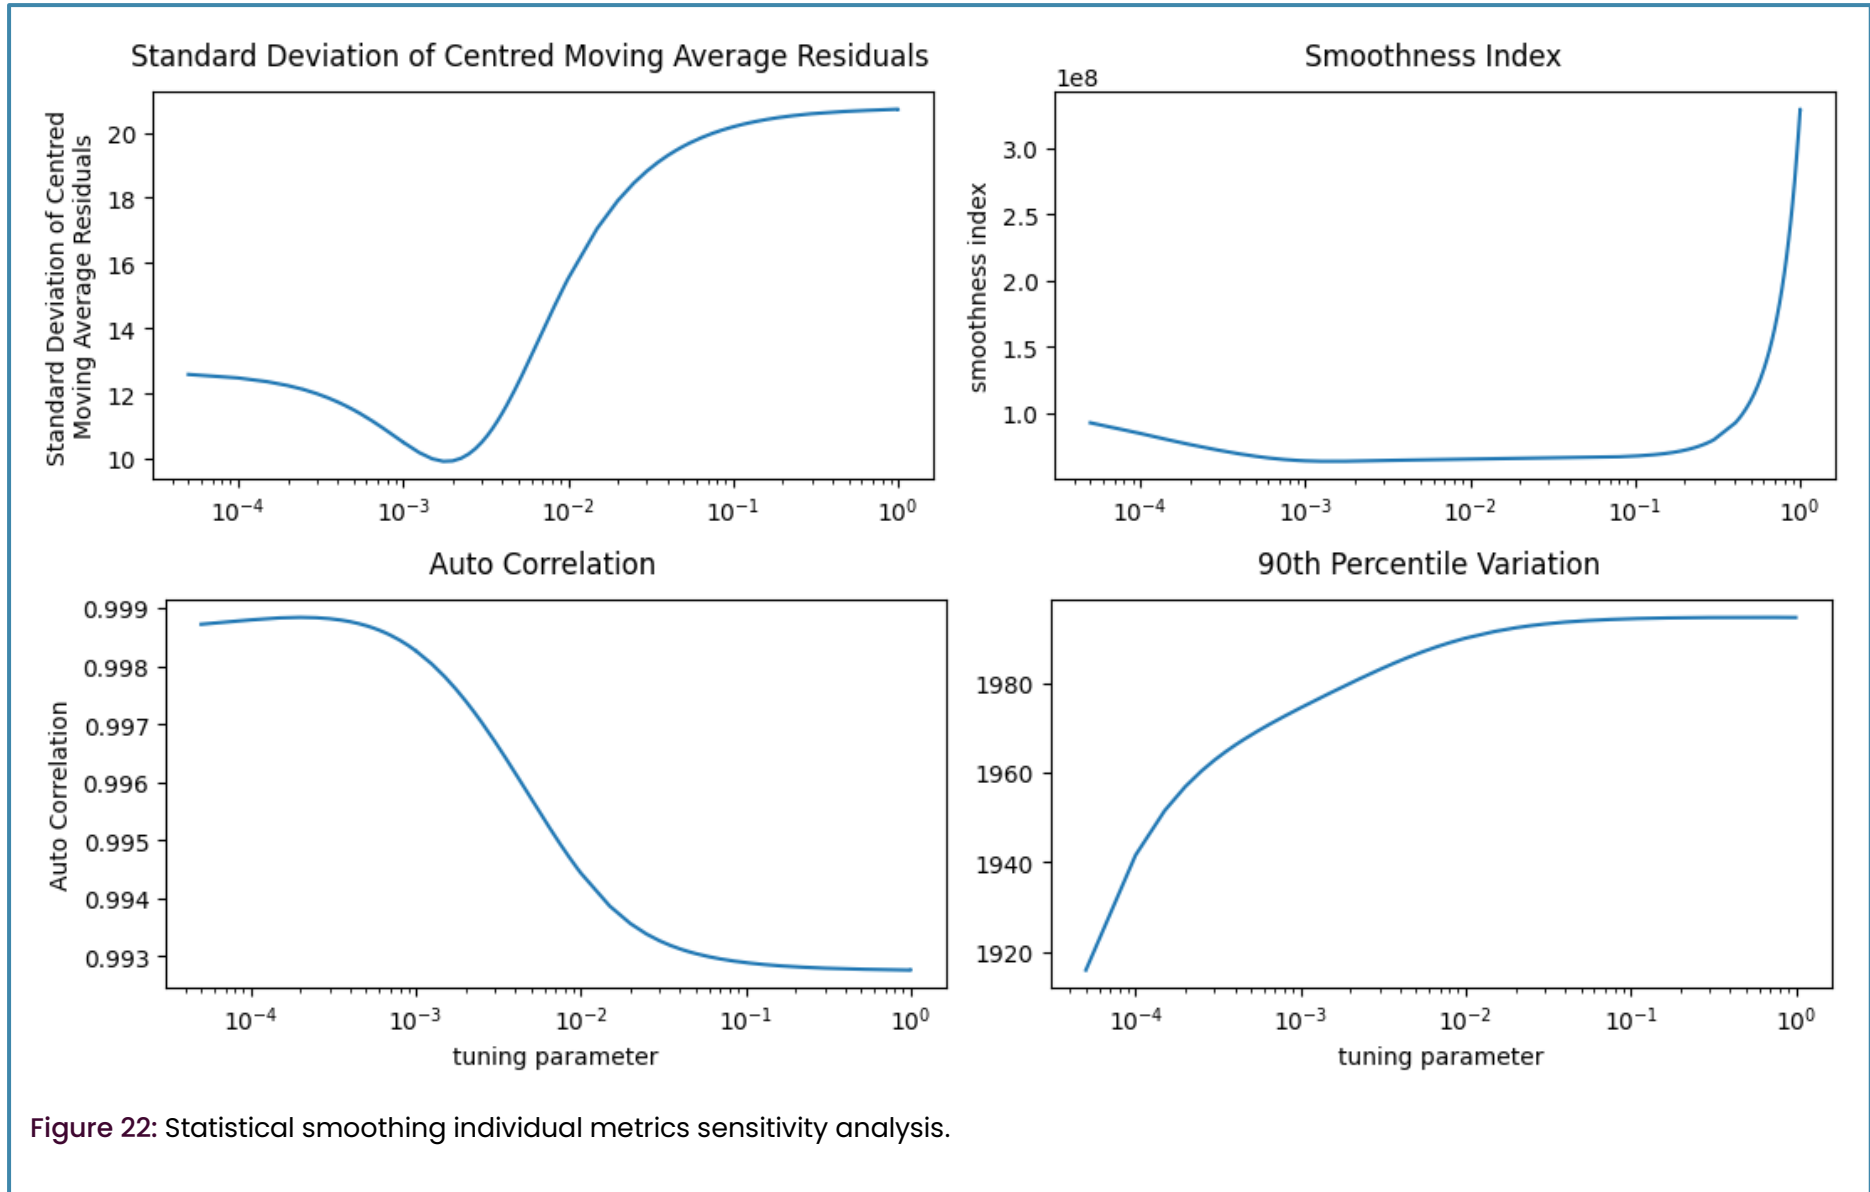 Standard Deviation of Centred Moving Average Residuals
Standard Deviation of Centred
Moving Average Residuals
20
18
16
14
12
10
10⁻⁴ 10⁻³ 10⁻² 10⁻¹ 10⁰
Smoothness Index
1e8
smoothness index
3.0
2.5
2.0
1.5
1.0
10⁻⁴ 10⁻³ 10⁻² 10⁻¹ 10⁰
Auto Correlation
Auto Correlation
0.999
0.998
0.997
0.996
0.995
0.994
0.993
10⁻⁴ 10⁻³ 10⁻² 10⁻¹ 10⁰
tuning parameter
90th Percentile Variation
1980
1960
1940
1920
10⁻⁴ 10⁻³ 10⁻² 10⁻¹ 10⁰
tuning parameter
Figure 22: Statistical smoothing individual metrics sensitivity analysis.